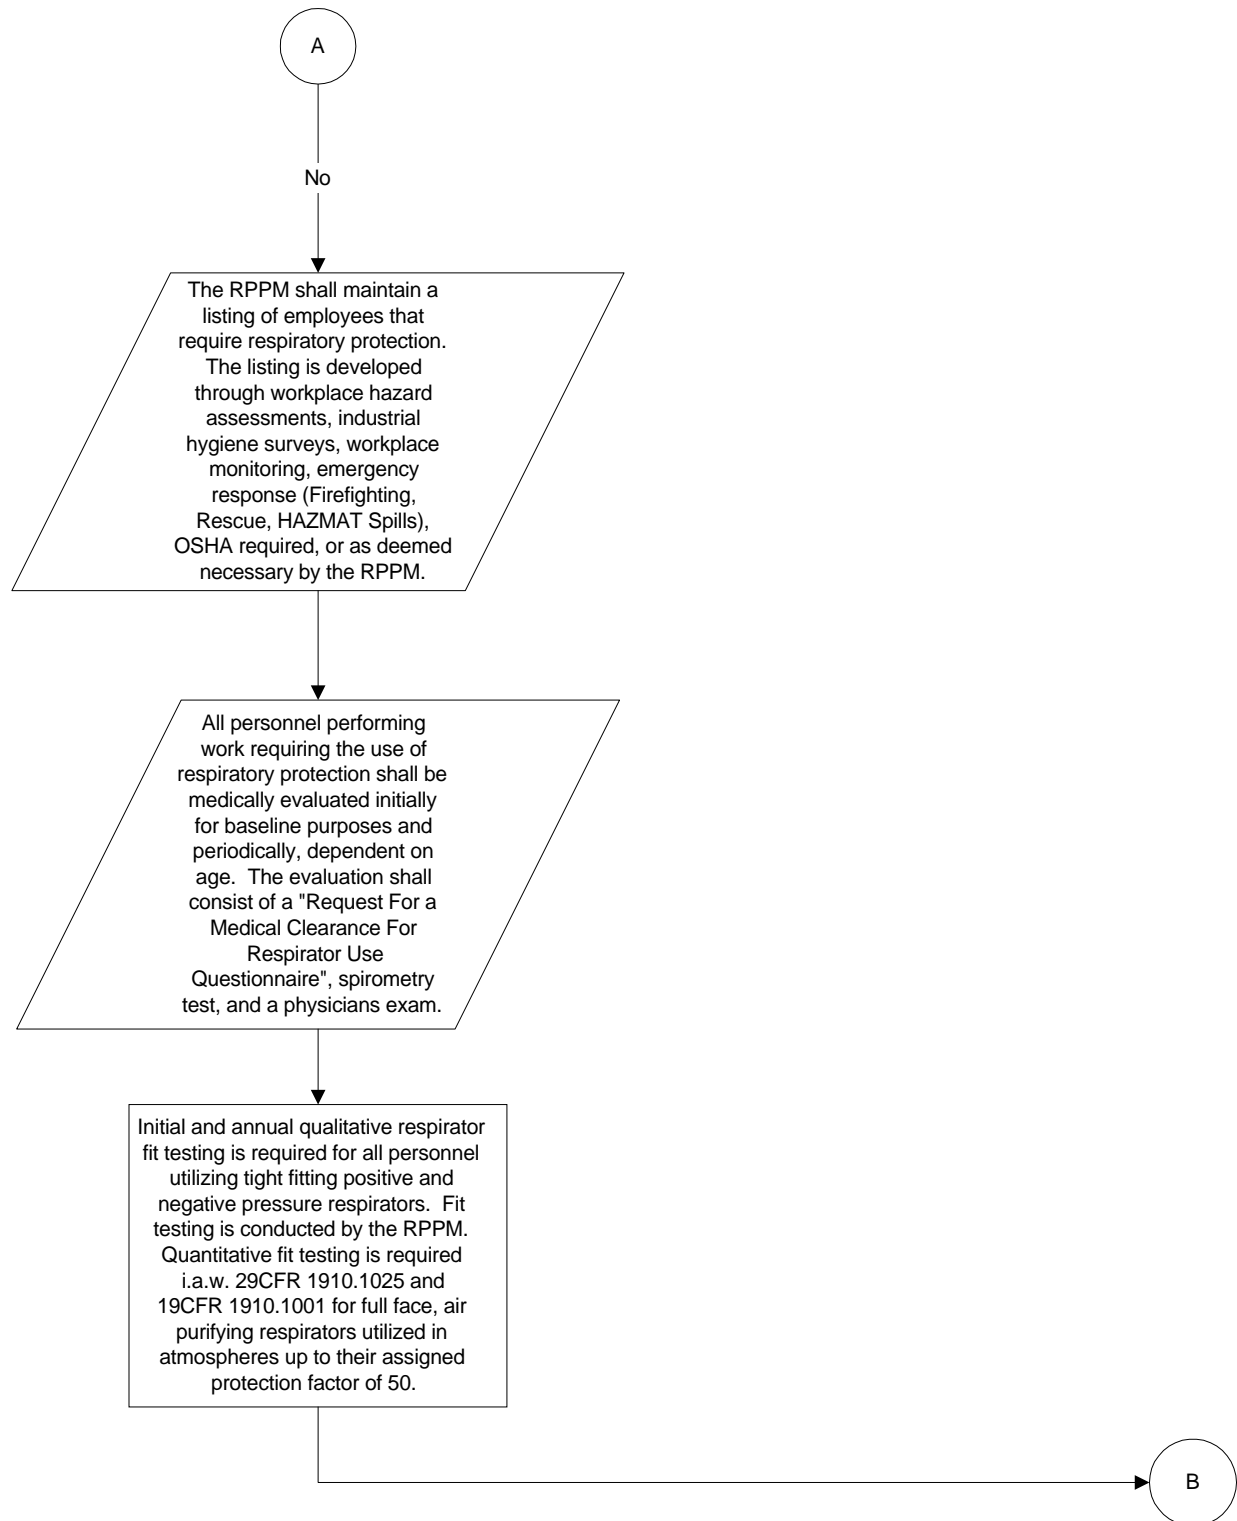 A
No
The RPPM shall maintain a
listing of employees that
require respiratory protection.
The listing is developed
through workplace hazard
assessments, industrial
hygiene surveys, workplace
monitoring, emergency
response (Firefighting,
Rescue, HAZMAT Spills),
OSHA required, or as deemed
necessary by the RPPM.
All personnel performing
work requiring the use of
respiratory protection shall be
medically evaluated initially
for baseline purposes and
periodically, dependent on
age.  The evaluation shall
consist of a "Request For a
Medical Clearance For
Respirator Use
Questionnaire", spirometry
test, and a physicians exam.
Initial and annual qualitative respirator
fit testing is required for all personnel
utilizing tight fitting positive and
negative pressure respirators.  Fit
testing is conducted by the RPPM.
Quantitative fit testing is required
i.a.w. 29CFR 1910.1025 and
19CFR 1910.1001 for full face, air
purifying respirators utilized in
atmospheres up to their assigned
protection factor of 50.
B